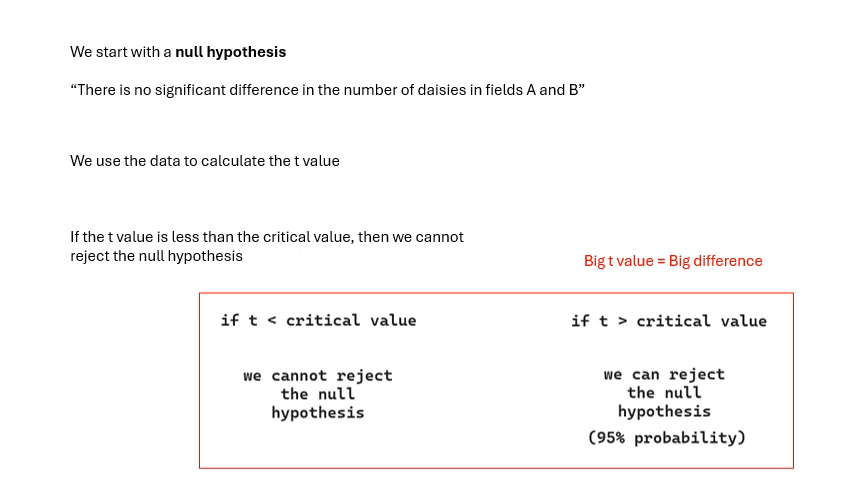 We start with a null hypothesis
“There is no significant difference in the number of daisies in fields A and B”
We use the data to calculate the t value
If the t value is less than the critical value, then we cannot
reject the null hypothesis
Big t value = Big difference
if t < critical value
we cannot reject
the null
hypothesis
if t > critical value
we can reject
the null
hypothesis
(95% probability)